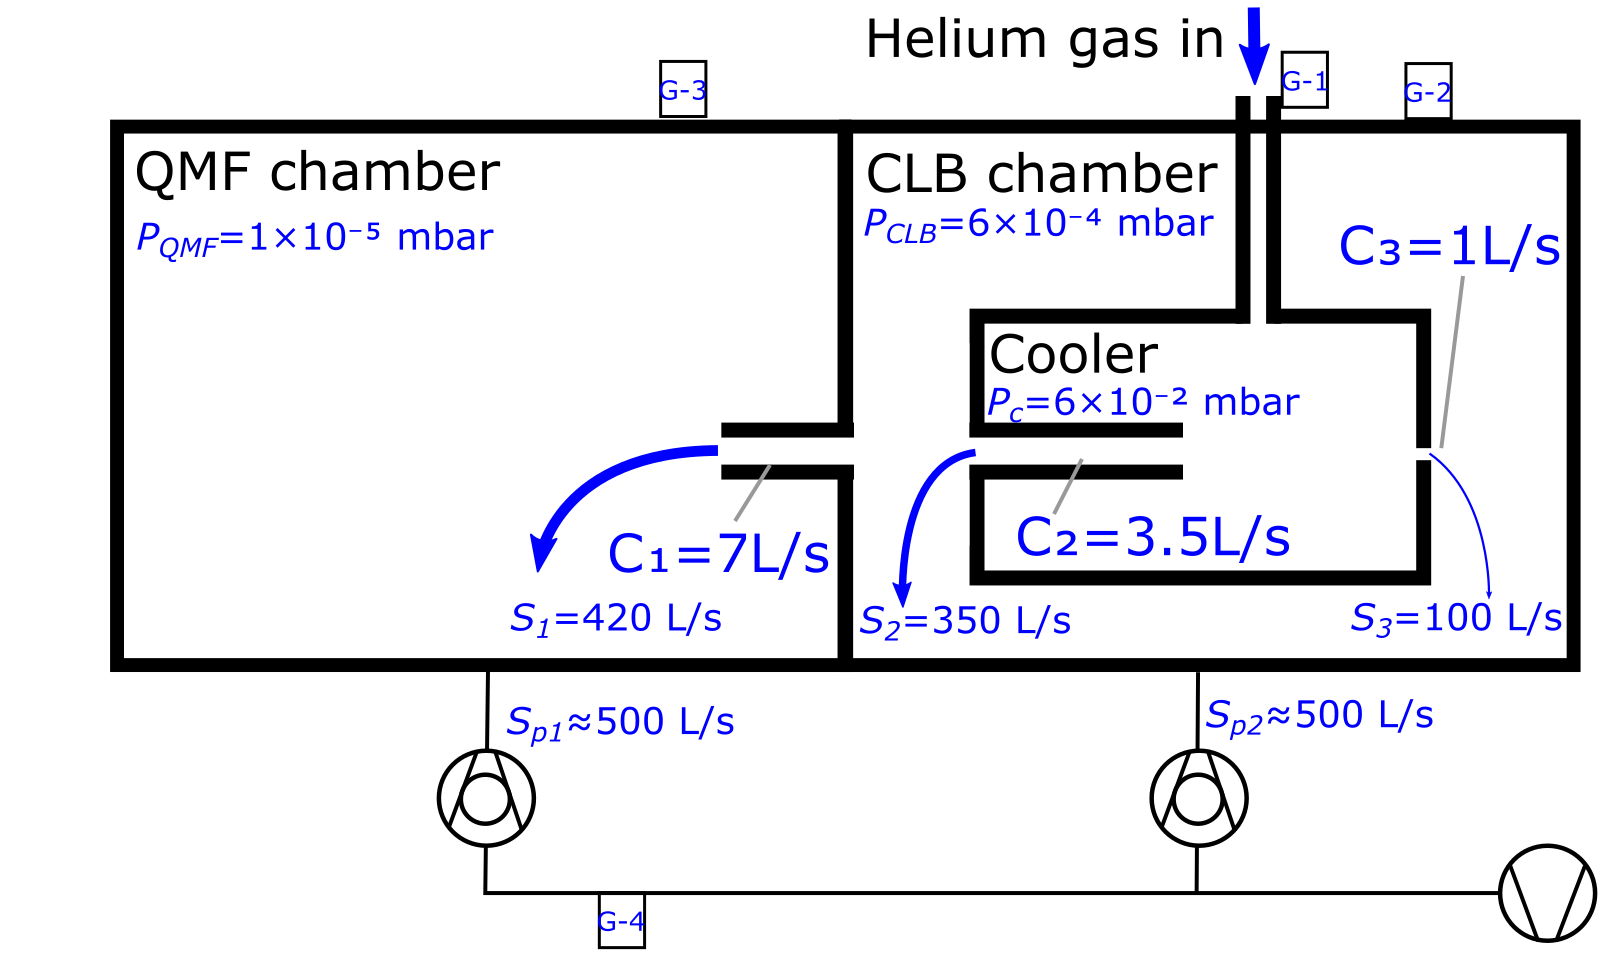 Helium gas in
G-3
G-1
G-2
QMF chamber
P_QMF=1×10⁻⁵ mbar
CLB chamber
P_CLB=6×10⁻⁴ mbar
C₃=1L/s
Cooler
P_c=6×10⁻² mbar
C₂=3.5L/s
C₁=7L/s
S₁=420 L/s
S₂=350 L/s
S₃=100 L/s
S_p1≈500 L/s
S_p2≈500 L/s
G-4